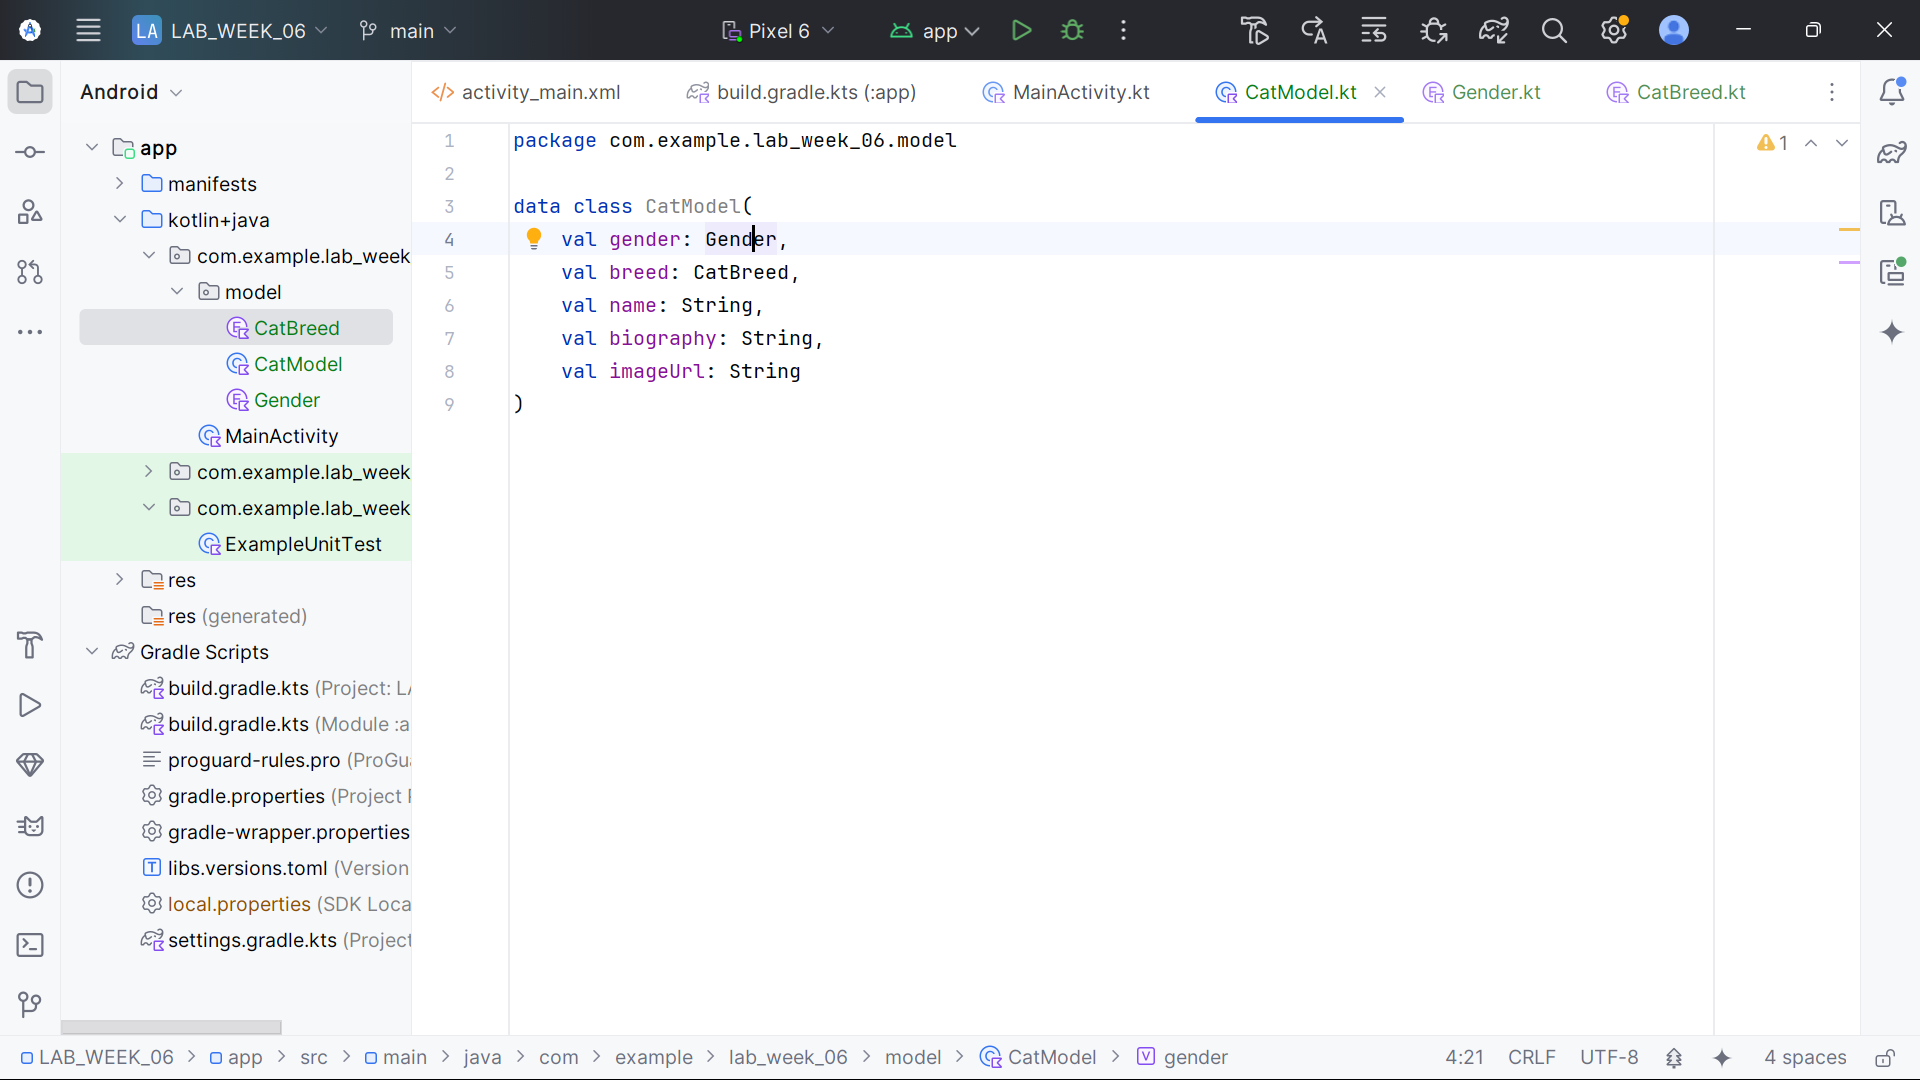 LA LAB_WEEK_06 main Pixel 6 app
Android
activity_main.xml build.gradle.kts (:app) MainActivity.kt CatModel.kt Gender.kt CatBreed.kt
app
manifests
kotlin+java
com.example.lab_week
model
CatBreed
CatModel
Gender
MainActivity
com.example.lab_week
com.example.lab_week
ExampleUnitTest
res
res (generated)
Gradle Scripts
build.gradle.kts (Project: LA
build.gradle.kts (Module :a
proguard-rules.pro (ProGua
gradle.properties (Project P
gradle-wrapper.properties
libs.versions.toml (Version
local.properties (SDK Loca
settings.gradle.kts (Project
1 package com.example.lab_week_06.model
2
3 data class CatModel(
4 val gender: Gender,
5 val breed: CatBreed,
6 val name: String,
7 val biography: String,
8 val imageUrl: String
9 )
1
LAB_WEEK_06 > app > src > main > java > com > example > lab_week_06 > model > CatModel > gender
4:21 CRLF UTF-8 4 spaces